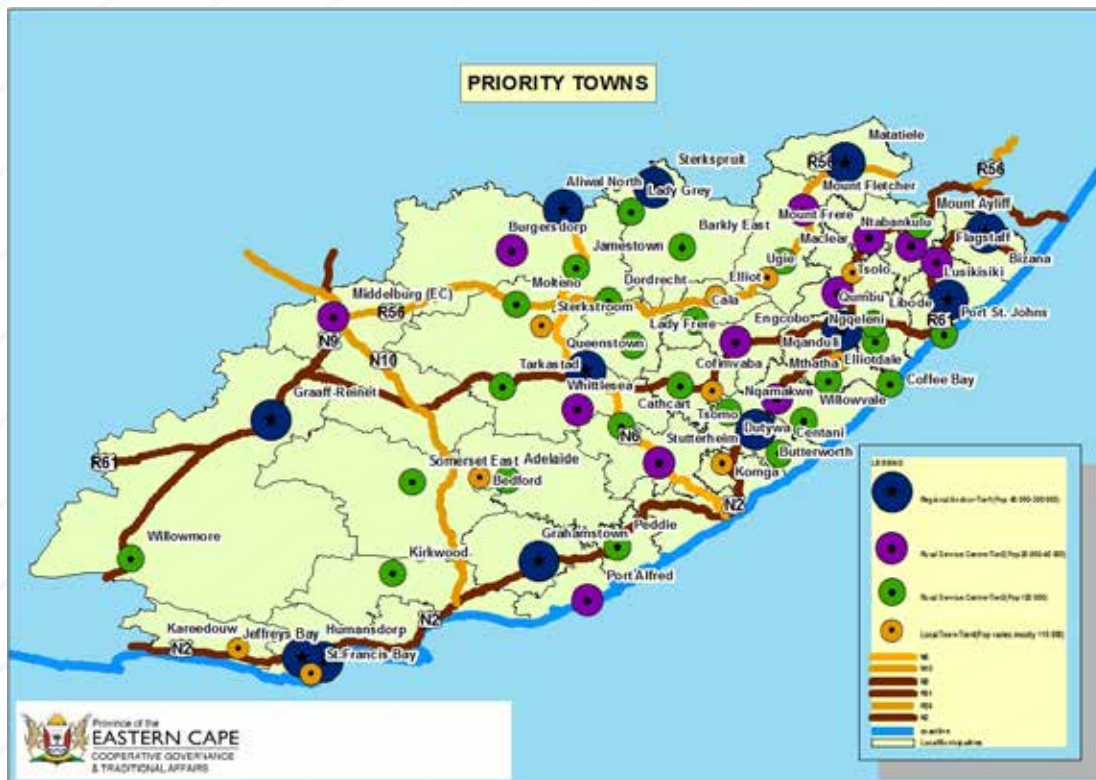 PRIORITY TOWNS
Matatiele
R56
Sterkspruit
Mount Fletcher
R56
Aliwal North
Lady Grey
Mount Ayliff
Mount Frere
Ntabankulu
Burgersdorp
Barkly East
Maclear
Flagstaff
Jamestown
Ugie
Tsolo
Bizana
Molteno
Dordrecht
Elliot
Lusikisiki
Middelburg (EC)
Cala
Qumbu
Libode
R56
Sterkstroom
Port St. Johns
Lady Frere
Engcobo
Ngqeleni
R61
N9
Queenstown
Mqanduli
N10
Tarkastad
Cofimvaba
Mthatha
Elliotdale
Graaff-Reinet
Whittlesea
Nqamakwe
Coffee Bay
Cathcart
Tsomo
Willowvale
N6
Stutterheim
Dutywa
Centani
R61
Somerset East
Adelaide
Butterworth
Bedford
Komga
N2
Willowmore
Grahamstown
Peddie
Kirkwood
Port Alfred
N2
Kareedouw
Jeffreys Bay
Humansdorp
N2
St.Francis Bay
LEGEND
N2
Province of the
EASTERN CAPE
COOPERATIVE GOVERNANCE
& TRADITIONAL AFFAIRS